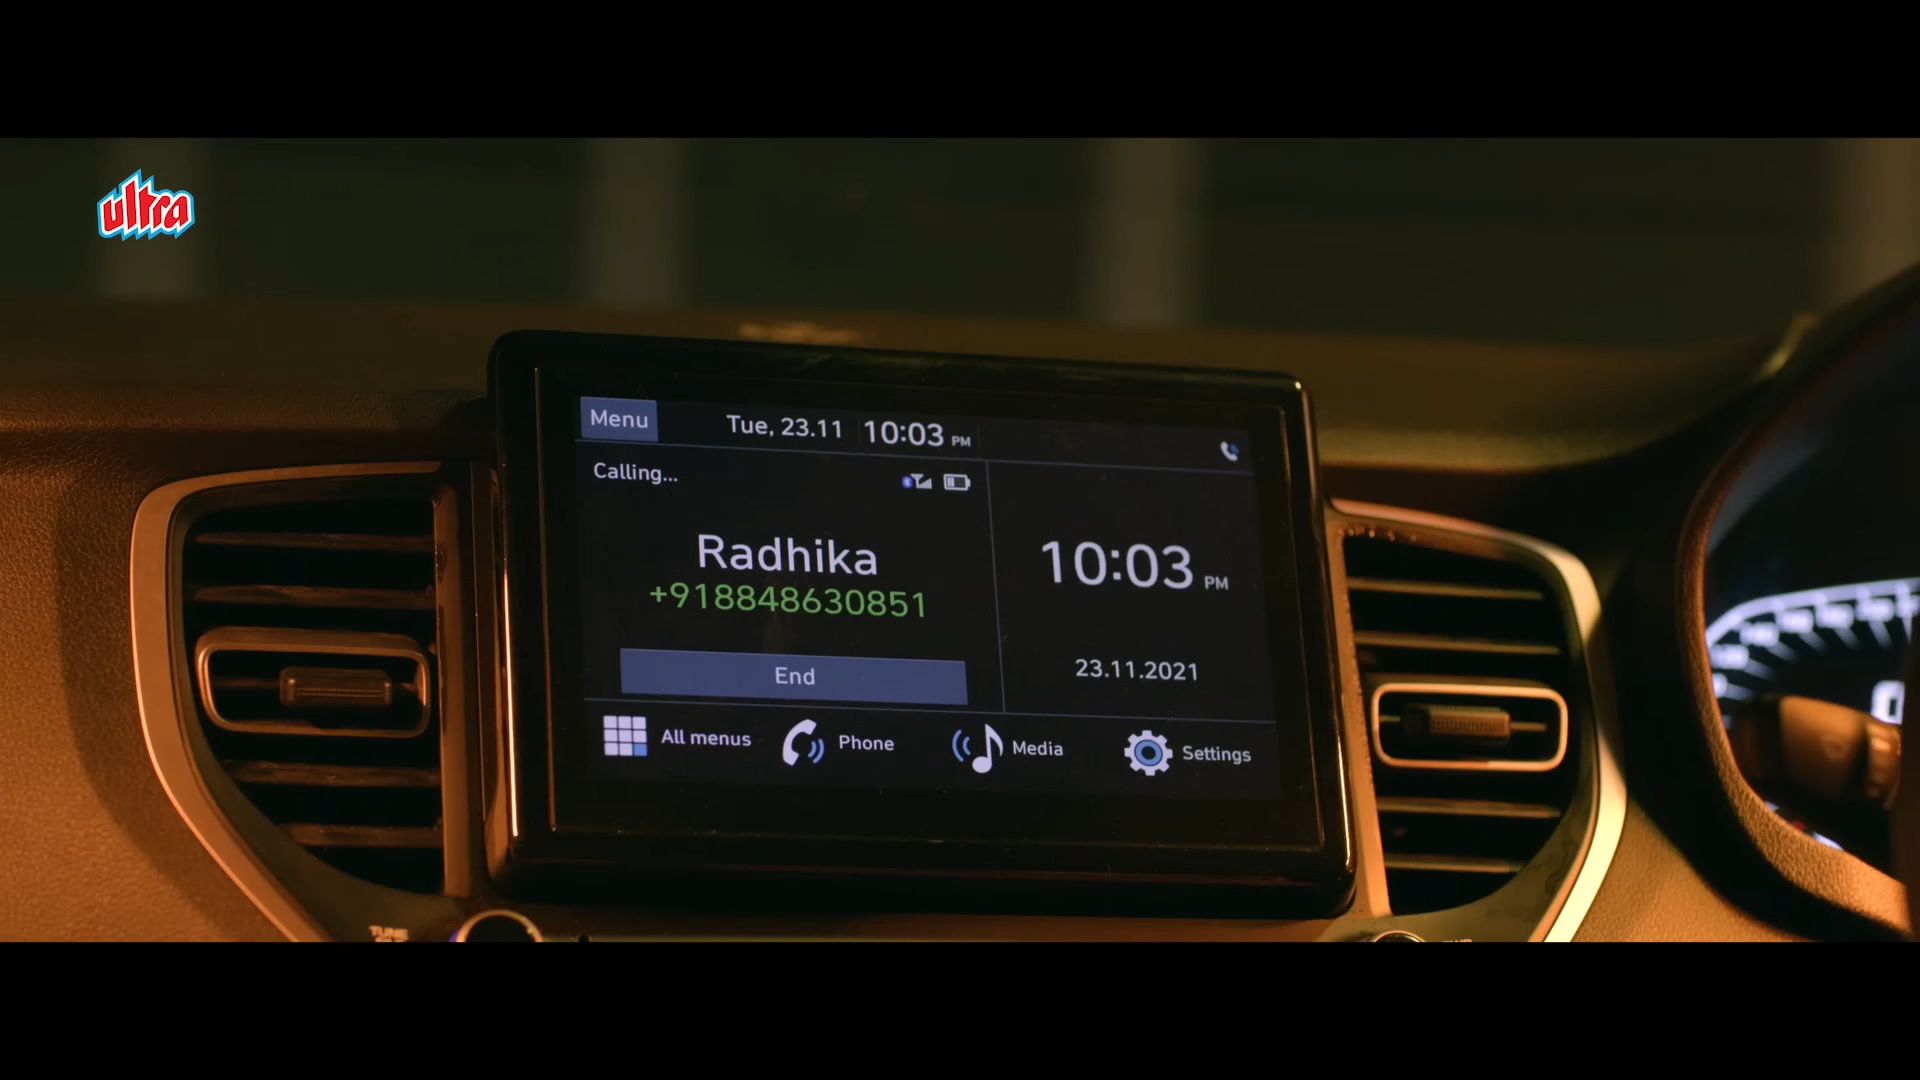 ultra
Menu Tue, 23.11 10:03 PM
Calling...
Radhika
+918848630851
End
10:03 PM
23.11.2021
All menus Phone Media Settings
TUNE